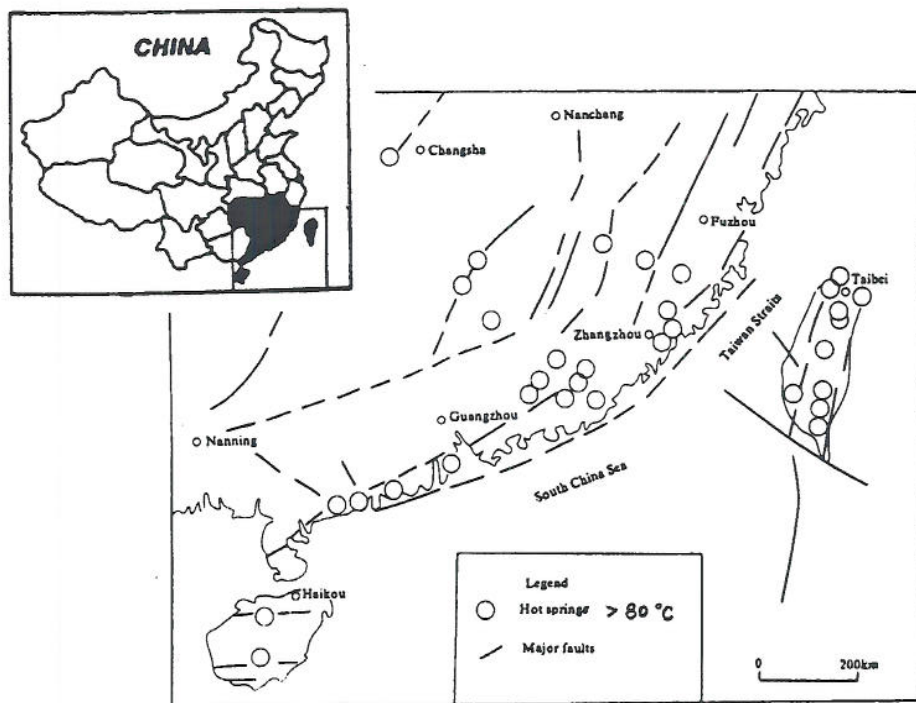 CHINA
Nanchang
Changsha
Fuzhou
Taibei
Zhangzhou
Taiwan Straits
Guangzhou
Nanning
South China Sea
Haikou
Legend
Hot springs > 80 °C
Major faults
0 200km